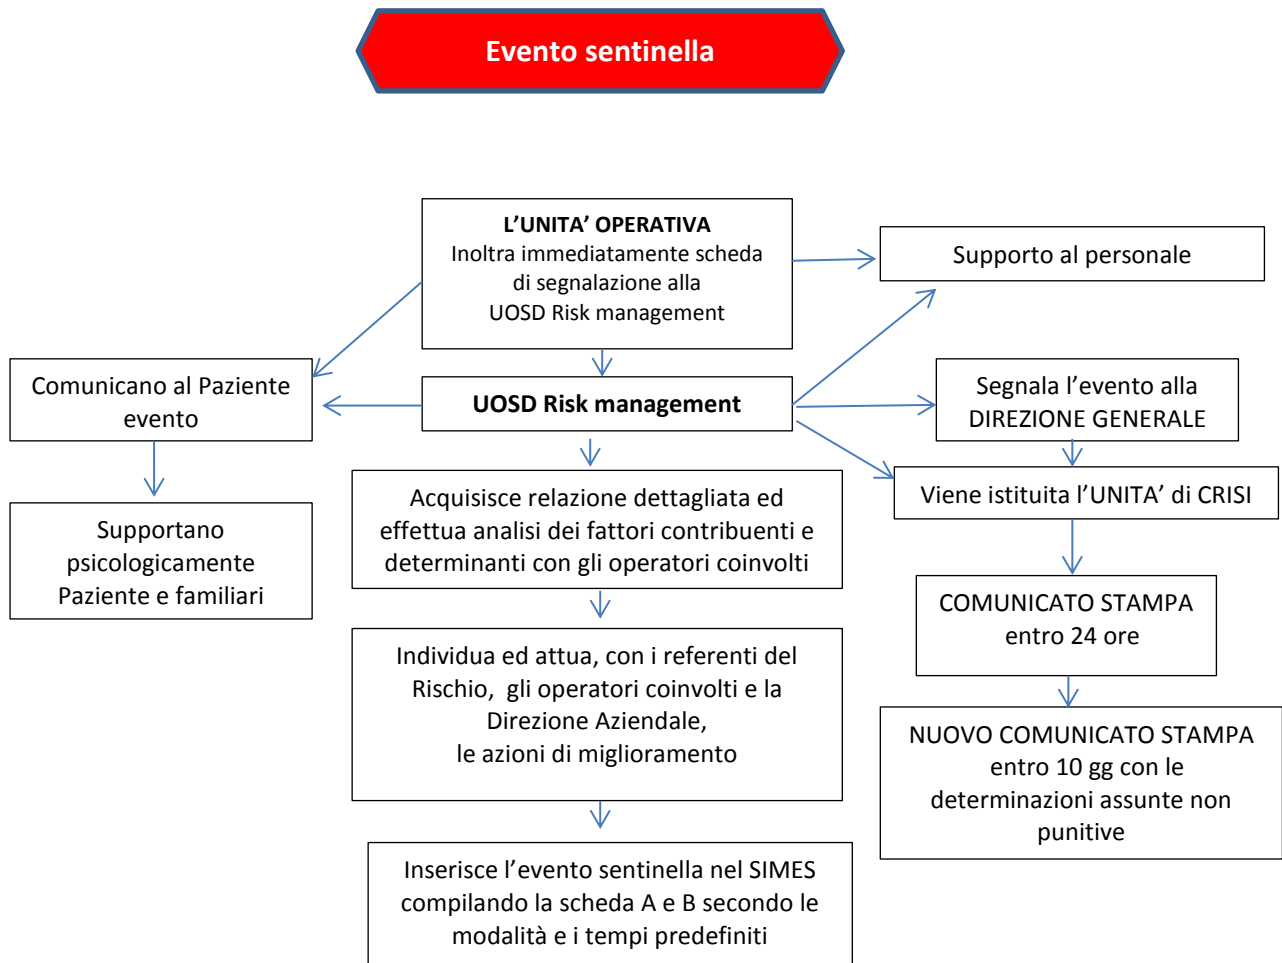 Evento sentinella
L’UNITA’ OPERATIVA
Inoltra immediatamente scheda
di segnalazione alla
UOSD Risk management
Supporto al personale
Comunicano al Paziente
evento
UOSD Risk management
Segnala l’evento alla
DIREZIONE GENERALE
Supportano
psicologicamente
Paziente e familiari
Acquisisce relazione dettagliata ed
effettua analisi dei fattori contribuenti e
determinanti con gli operatori coinvolti
Viene istituita l’UNITA’ di CRISI
COMUNICATO STAMPA
entro 24 ore
Individua ed attua, con i referenti del
Rischio, gli operatori coinvolti e la
Direzione Aziendale,
le azioni di miglioramento
NUOVO COMUNICATO STAMPA
entro 10 gg con le
determinazioni assunte non
punitive
Inserisce l’evento sentinella nel SIMES
compilando la scheda A e B secondo le
modalità e i tempi predefiniti